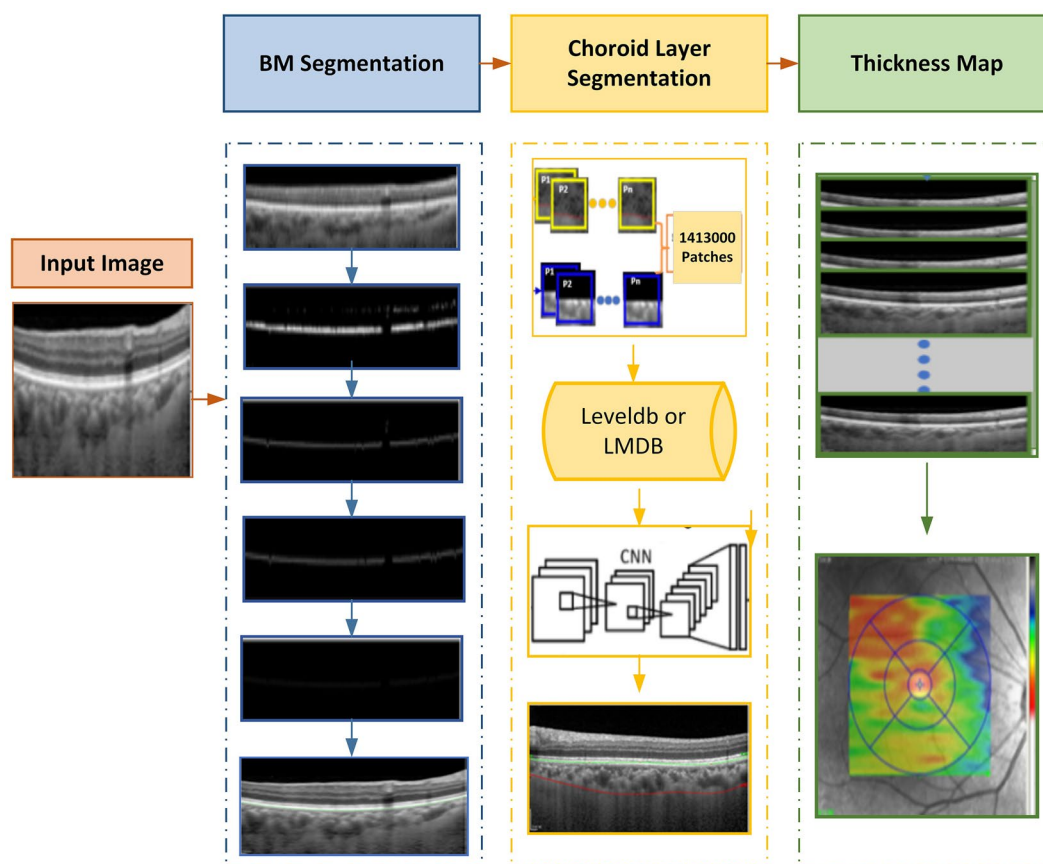 BM Segmentation
Choroid Layer
Segmentation
Thickness Map
Input Image
P1
P2
Pn
1413000
Patches
P1
P2
Pn
Leveldb or
LMDB
CNN